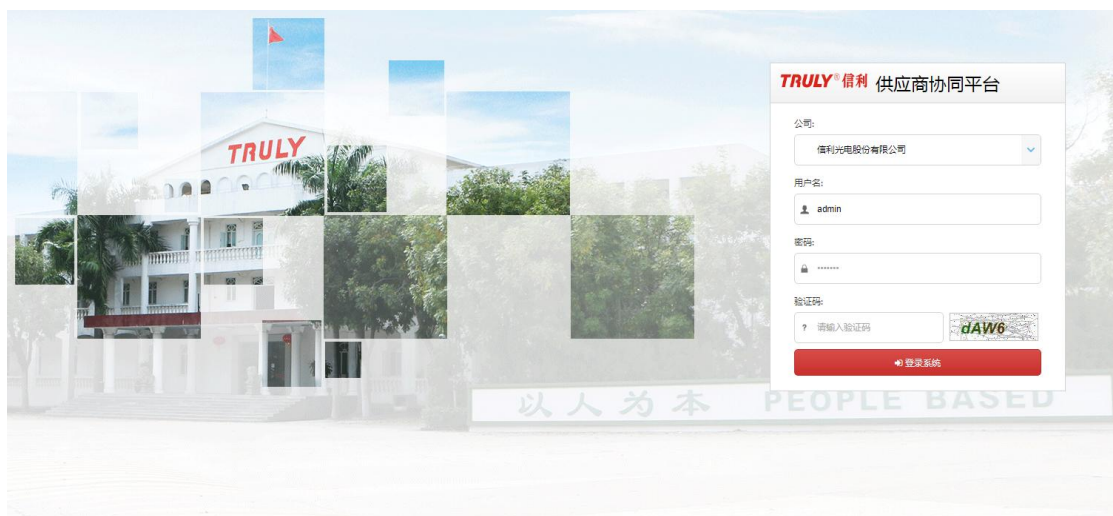 TRULY
TRULY®信利 供应商协同平台
公司:
信利光电股份有限公司
用户名:
admin
密码:
•••••••
验证码:
? 请输入验证码
dAW6
登录系统
以人为本 PEOPLE BASED